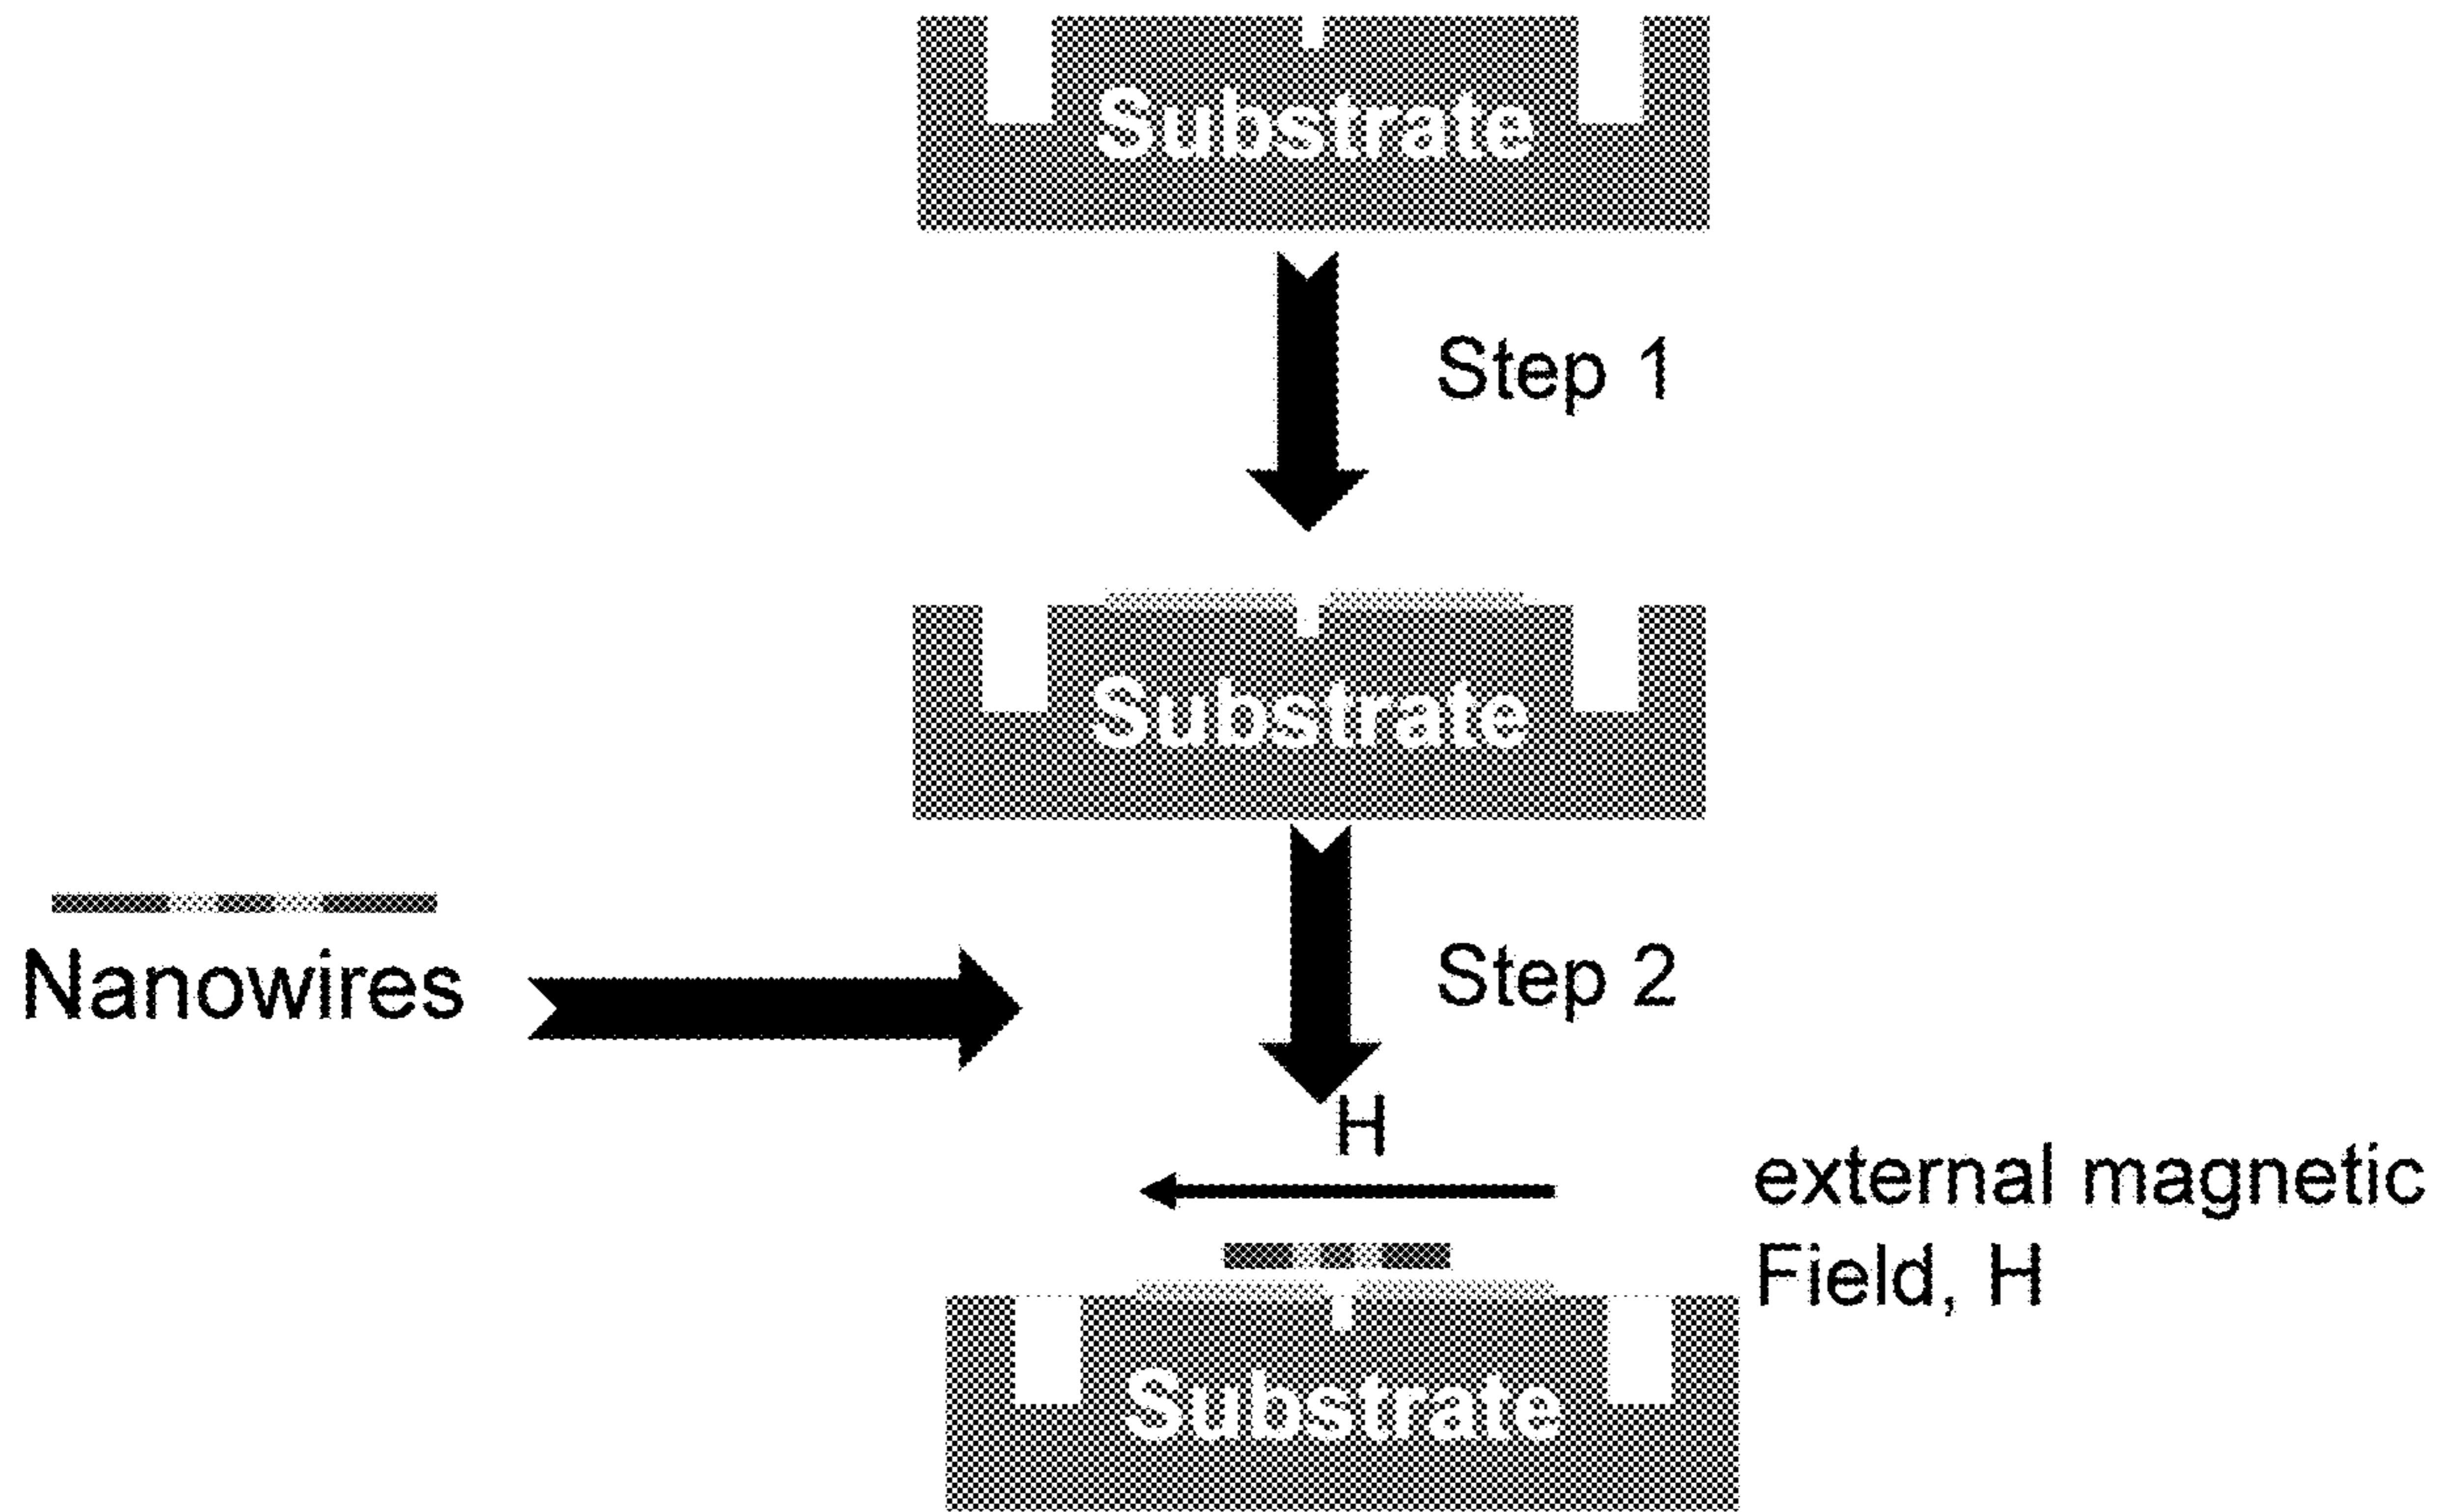 Substrate
Step 1
Substrate
Nanowires
Step 2
H
external magnetic
Field, H
Substrate